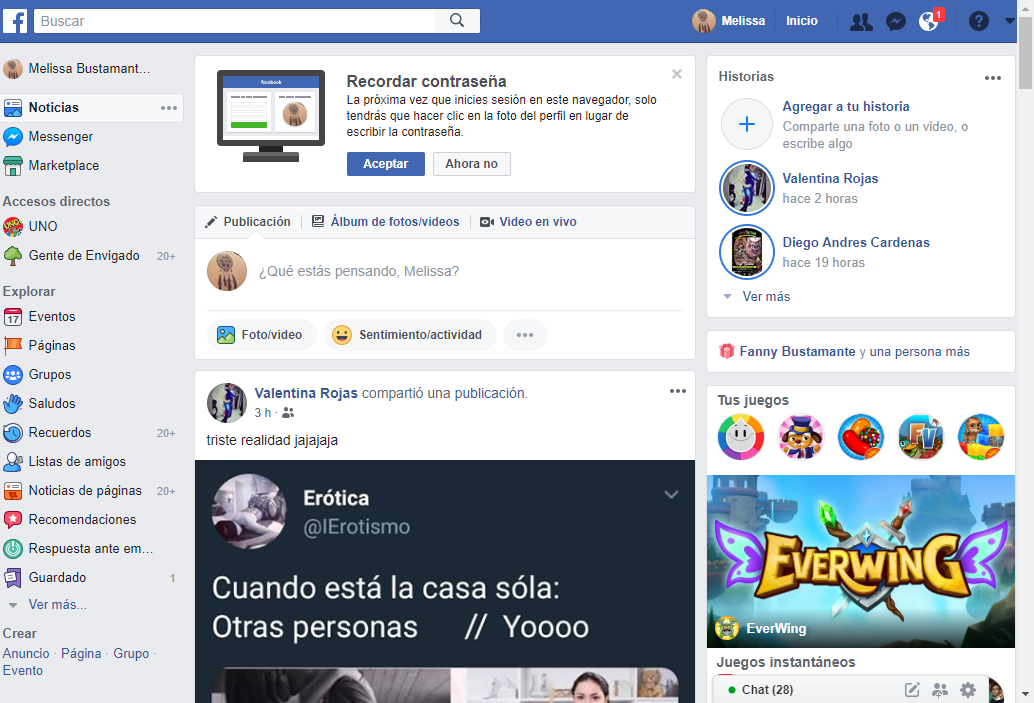 Buscar
Melissa
Inicio
1
Melissa Bustamant...
Noticias
Messenger
Marketplace
Accesos directos
UNO
Gente de Envigado 20+
Explorar
17 Eventos
Páginas
Grupos
Saludos
Recuerdos 20+
Listas de amigos
Noticias de páginas 20+
Recomendaciones
Respuesta ante em...
Guardado 1
Ver más...
Crear
Anuncio · Página · Grupo ·
Evento
facebook
Recordar contraseña
La próxima vez que inicies sesión en este navegador, solo
tendrás que hacer clic en la foto del perfil en lugar de
escribir la contraseña.
Aceptar
Ahora no
Publicación
Álbum de fotos/videos
Video en vivo
¿Qué estás pensando, Melissa?
Foto/video
Sentimiento/actividad
Valentina Rojas compartió una publicación.
3 h ·
triste realidad jajajaja
Erótica
@IErotismo
Cuando está la casa sóla:
Otras personas // Yoooo
Historias
Agregar a tu historia
Comparte una foto o un video, o
escribe algo
Valentina Rojas
hace 2 horas
Diego Andres Cardenas
hace 19 horas
Ver más
Fanny Bustamante y una persona más
Tus juegos
FV
EVERWING
EverWing
Juegos instantáneos
Chat (28)